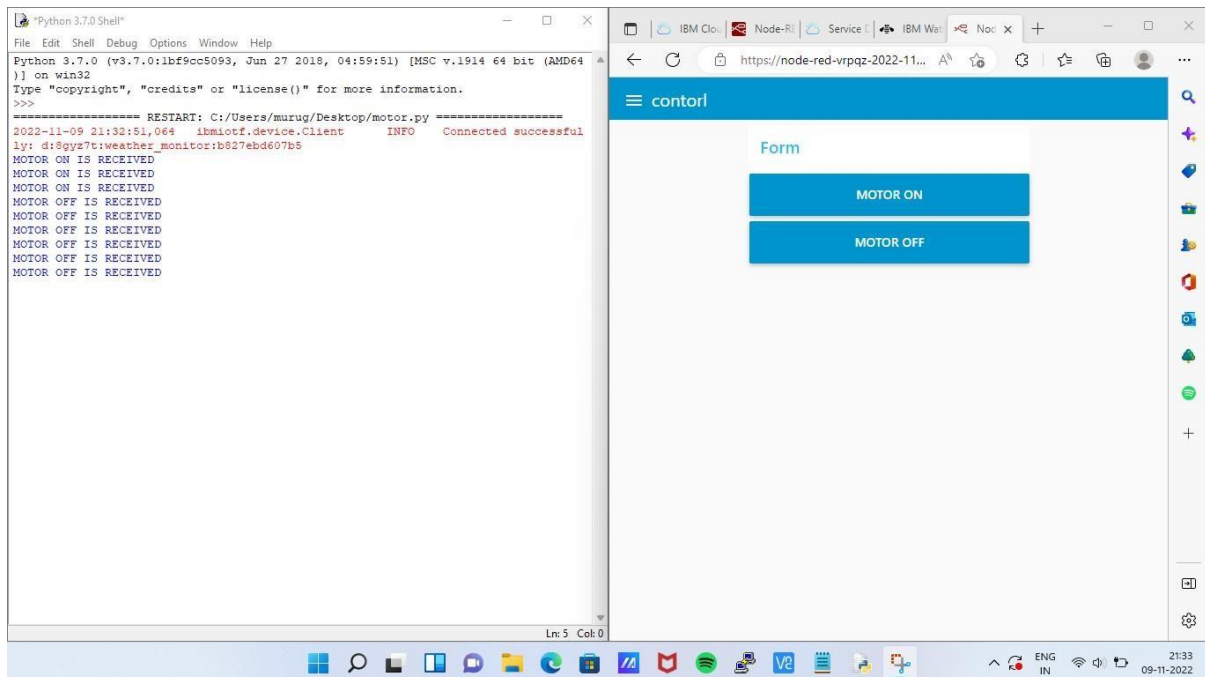 *Python 3.7.0 Shell*
File Edit Shell Debug Options Window Help
Python 3.7.0 (v3.7.0:1bf9cc5093, Jun 27 2018, 04:59:51) [MSC v.1914 64 bit (AMD64
)] on win32
Type "copyright", "credits" or "license()" for more information.
>>>
================== RESTART: C:/Users/murug/Desktop/motor.py ==================
2022-11-09 21:32:51,064 ibmiotf.device.Client INFO Connected successful
ly: d:8gyz7t:weather_monitor:b827ebd607b5
MOTOR ON IS RECEIVED
MOTOR ON IS RECEIVED
MOTOR ON IS RECEIVED
MOTOR OFF IS RECEIVED
MOTOR OFF IS RECEIVED
MOTOR OFF IS RECEIVED
MOTOR OFF IS RECEIVED
MOTOR OFF IS RECEIVED
MOTOR OFF IS RECEIVED
Ln: 5 Col: 0
IBM Clou Node-RE Service D IBM Wat Nod
https://node-red-vrpqz-2022-11...
contorl
Form
MOTOR ON
MOTOR OFF
ENG
IN
21:33
09-11-2022